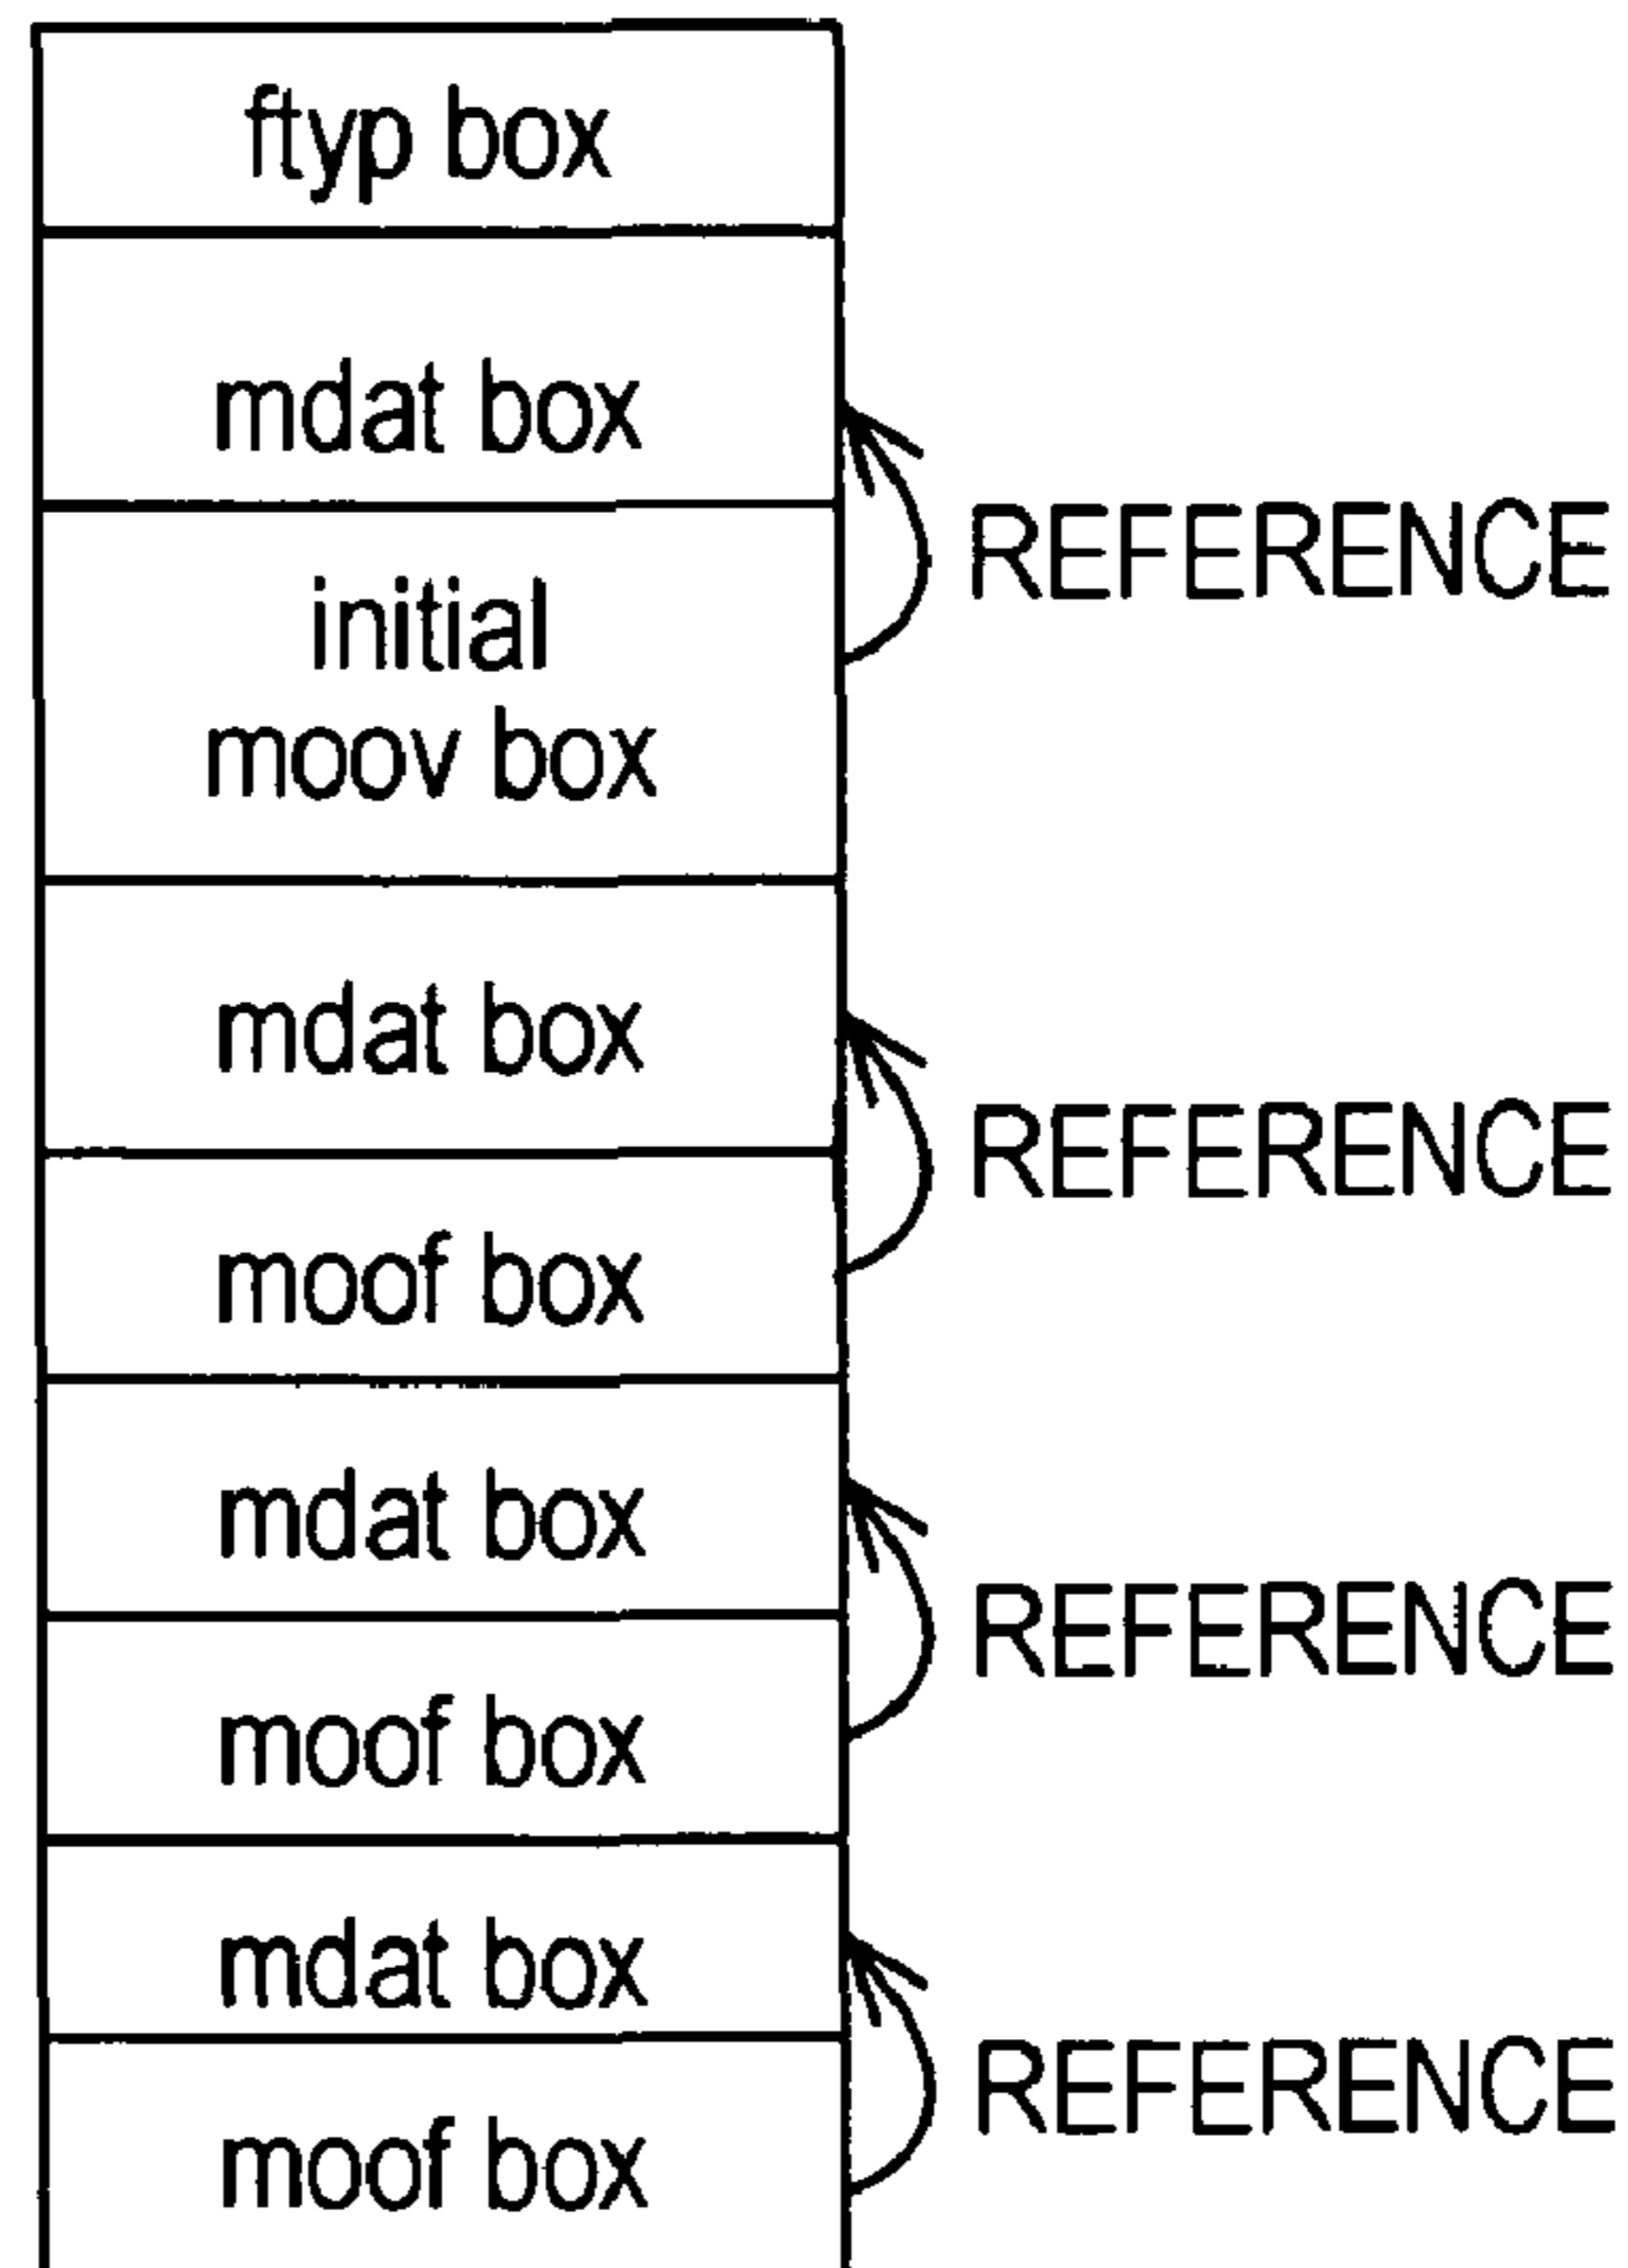 ftyp box
mdat box
REFERENCE
initial
moov box
mdat box
REFERENCE
moof box
mdat box
REFERENCE
moof box
mdat box
REFERENCE
moof box